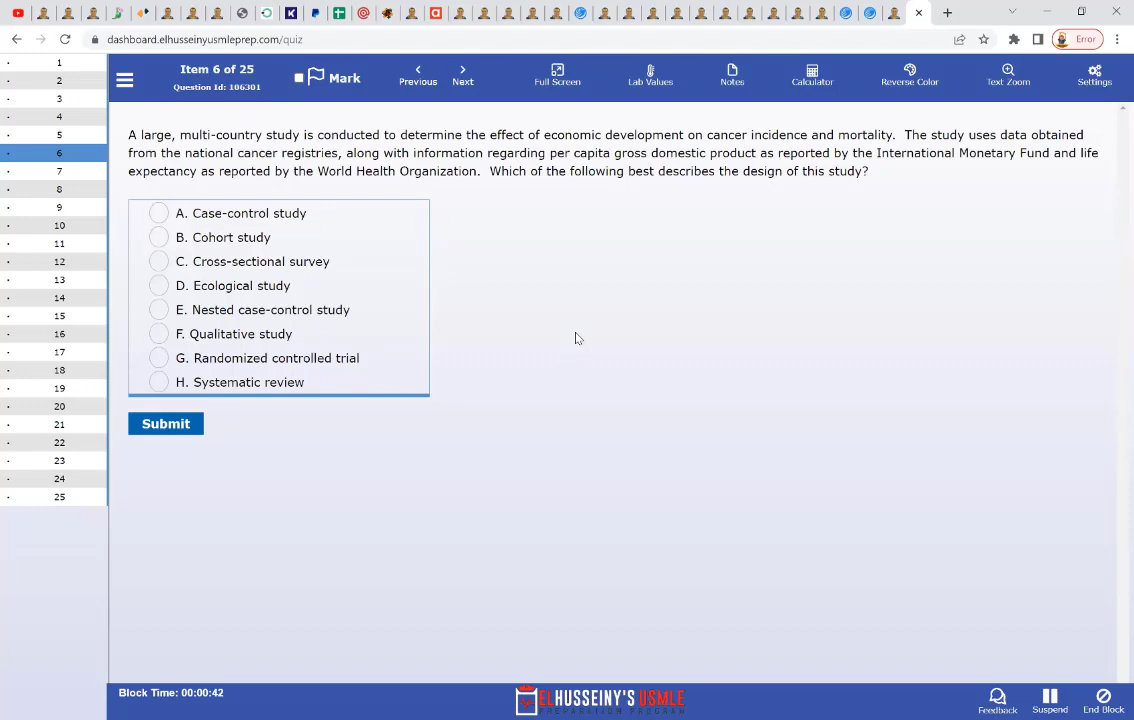 dashboard.elhusseinyusmleprep.com/quiz
Error
1
2
3
4
5
6
7
8
9
10
11
12
13
14
15
16
17
18
19
20
21
22
23
24
25
Item 6 of 25
Question Id: 106301
Mark
Previous
Next
Full Screen
Lab Values
Notes
Calculator
Reverse Color
Text Zoom
Settings
A large, multi-country study is conducted to determine the effect of economic development on cancer incidence and mortality. The study uses data obtained
from the national cancer registries, along with information regarding per capita gross domestic product as reported by the International Monetary Fund and life
expectancy as reported by the World Health Organization. Which of the following best describes the design of this study?
A. Case-control study
B. Cohort study
C. Cross-sectional survey
D. Ecological study
E. Nested case-control study
F. Qualitative study
G. Randomized controlled trial
H. Systematic review
Submit
Block Time: 00:00:42
ELHUSSEINY'S USMLE
PREPARATION PROGRAM
Feedback
Suspend
End Block